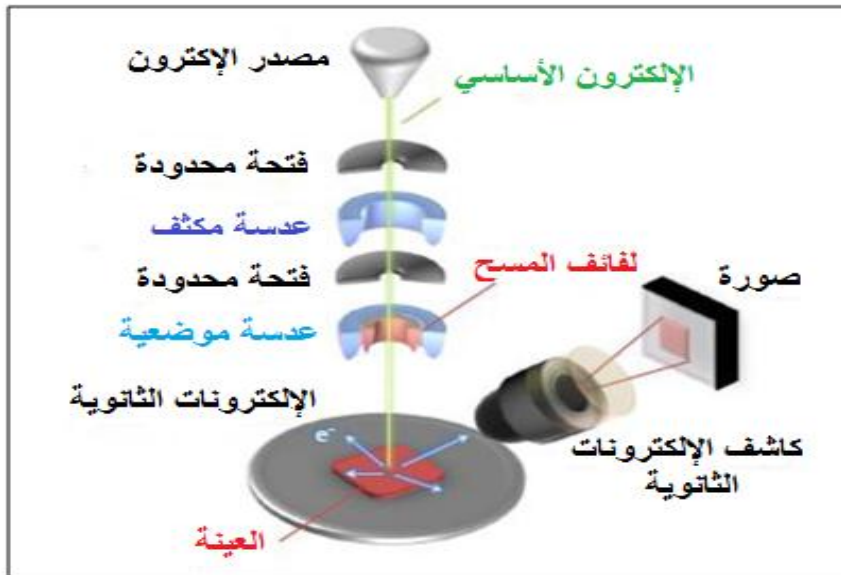 مصدر الإكترون
الإلكترون الأساسي
فتحة محدودة
عدسة مكثف
فتحة محدودة
لفائف المسح
صورة
عدسة موضعية
الإلكترونات الثانوية
e-
كاشف الإلكترونات
الثانوية
العينة